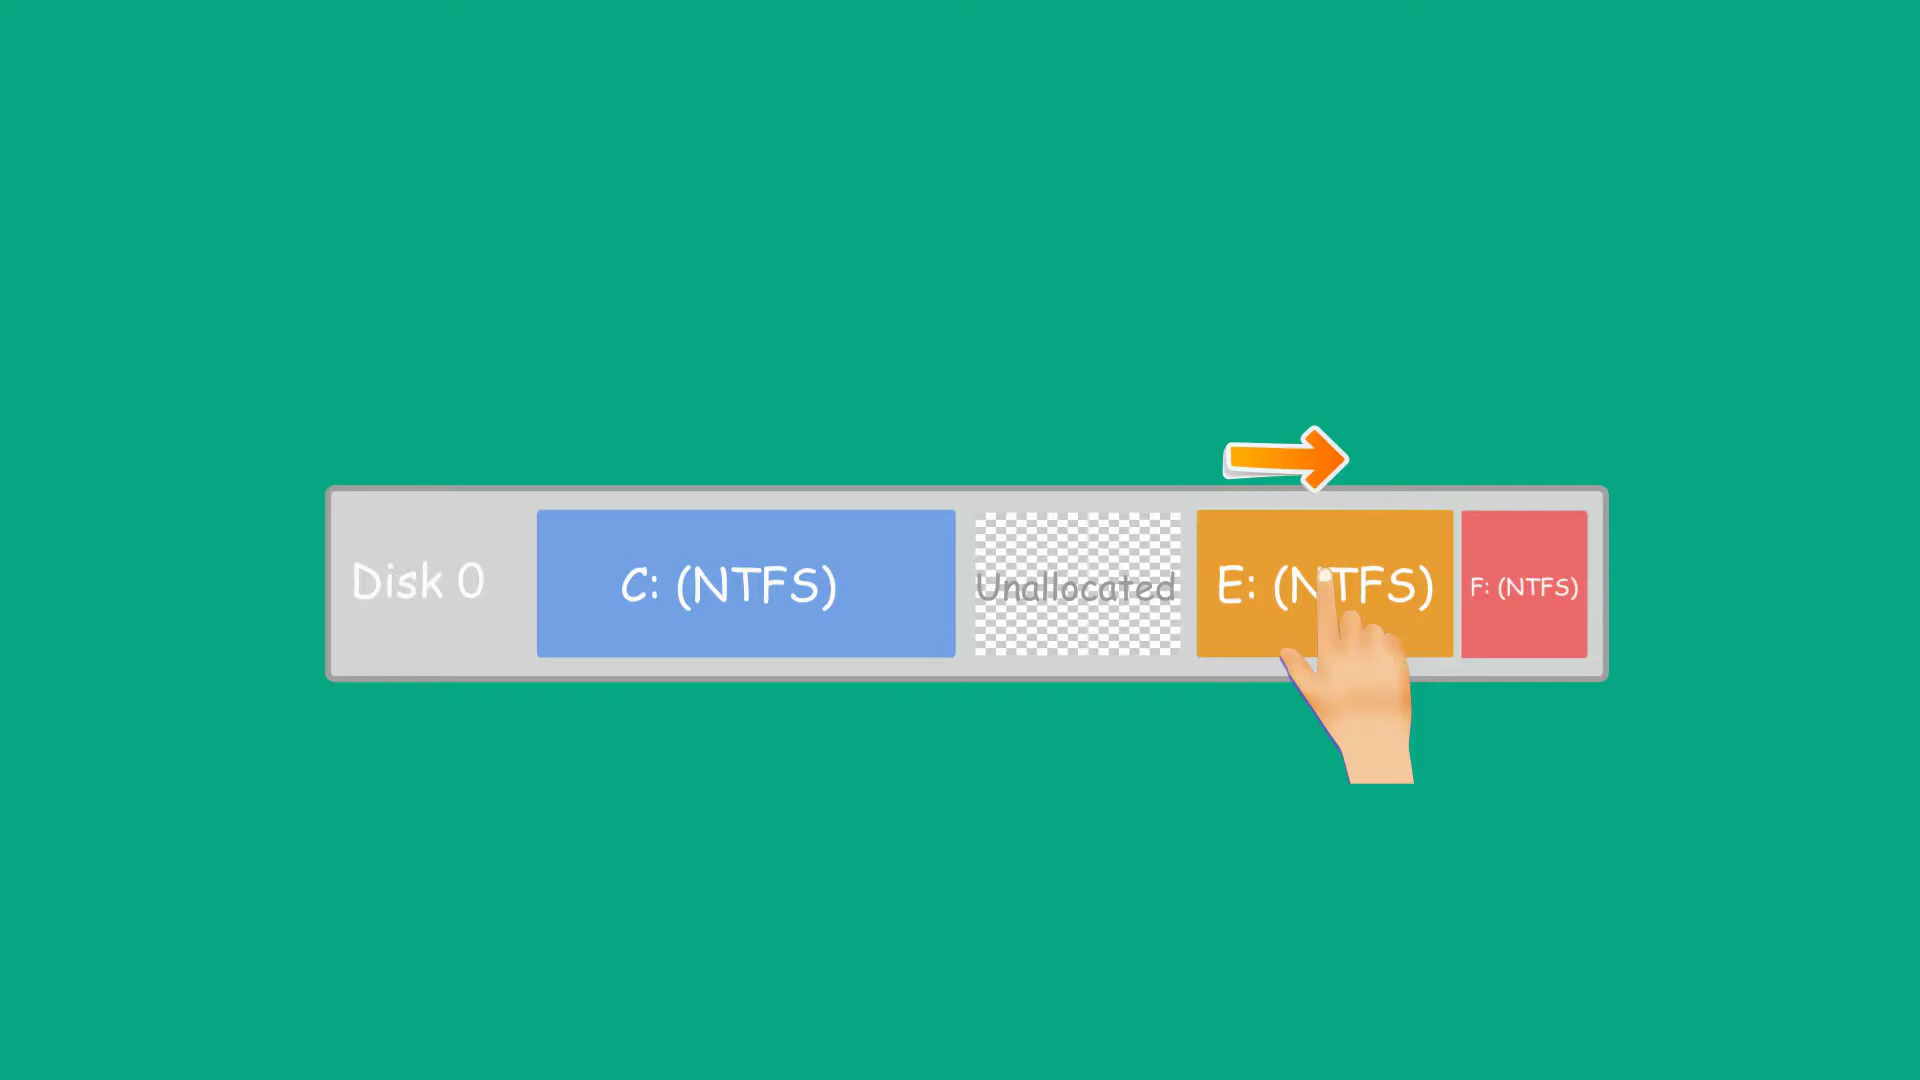 Disk 0
C: (NTFS)
Unallocated
E: (NTFS)
F: (NTFS)